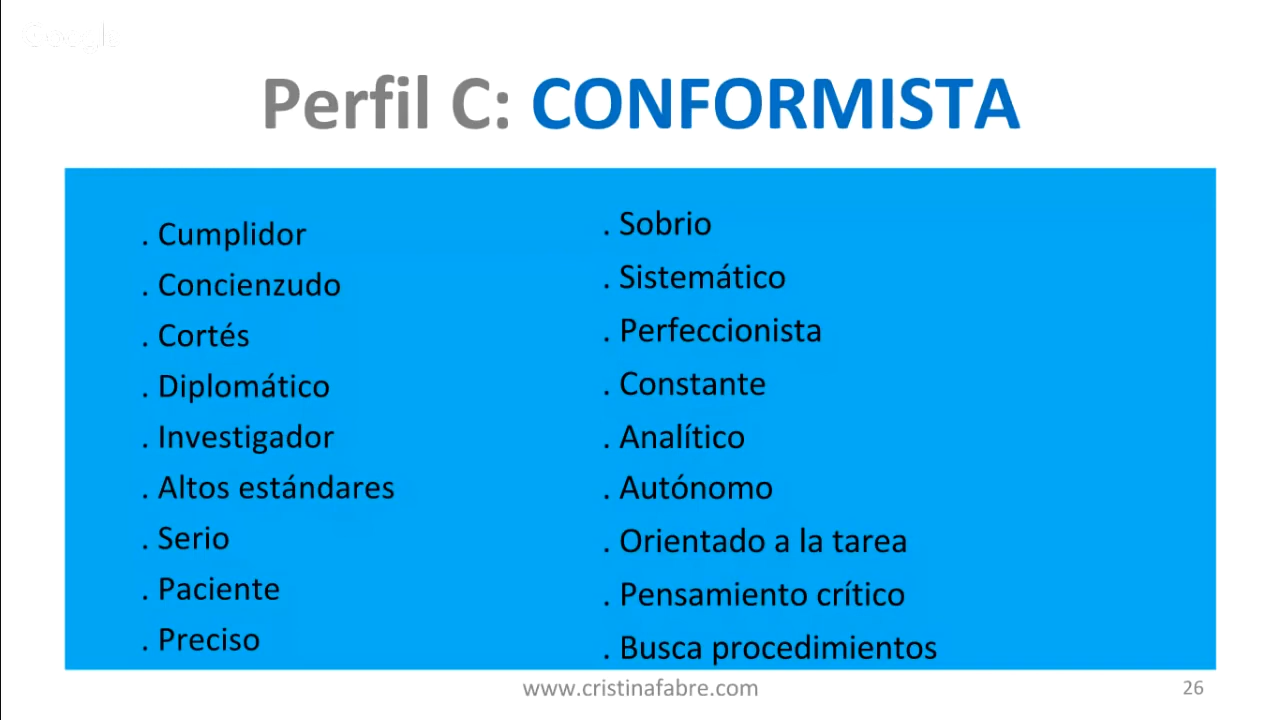 Perfil C: CONFORMISTA
. Cumplidor
. Concienzudo
. Cortés
. Diplomático
. Investigador
. Altos estándares
. Serio
. Paciente
. Preciso
. Sobrio
. Sistemático
. Perfeccionista
. Constante
. Analítico
. Autónomo
. Orientado a la tarea
. Pensamiento crítico
. Busca procedimientos
www.cristinafabre.com
26